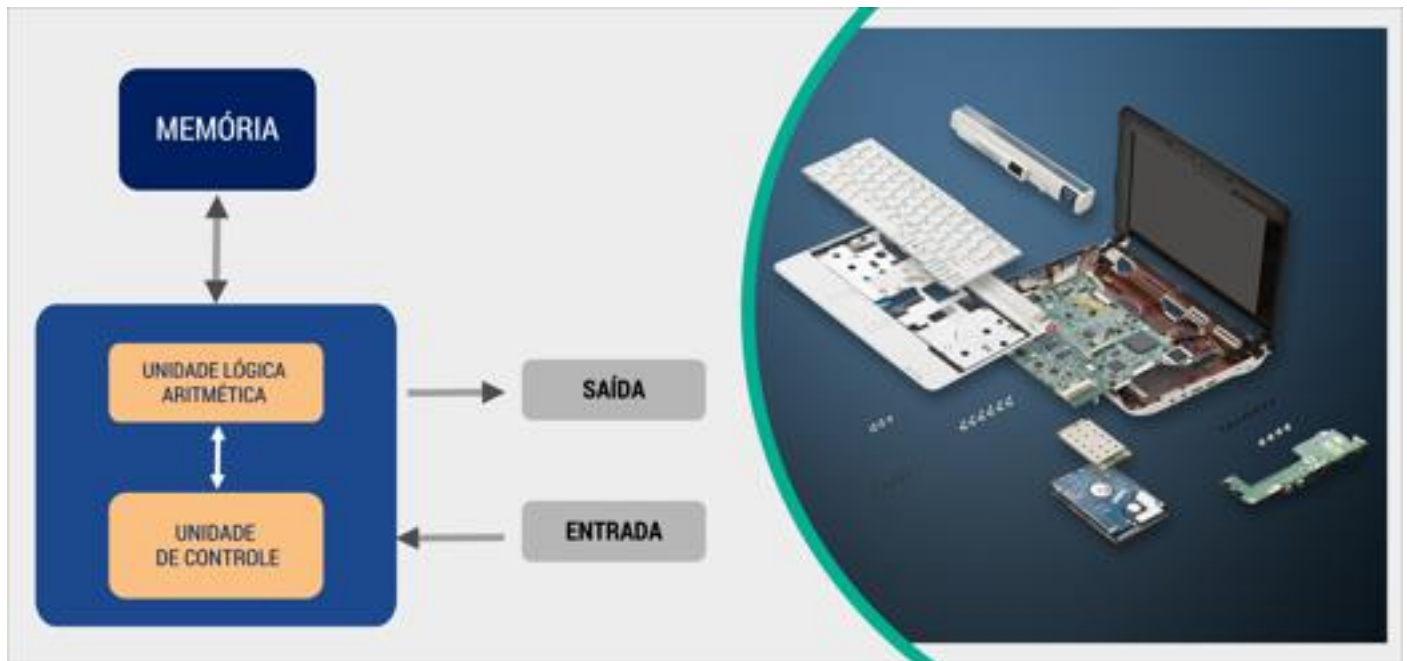 MEMÓRIA
UNIDADE LÓGICA
ARITMÉTICA
SAÍDA
UNIDADE
DE CONTROLE
ENTRADA